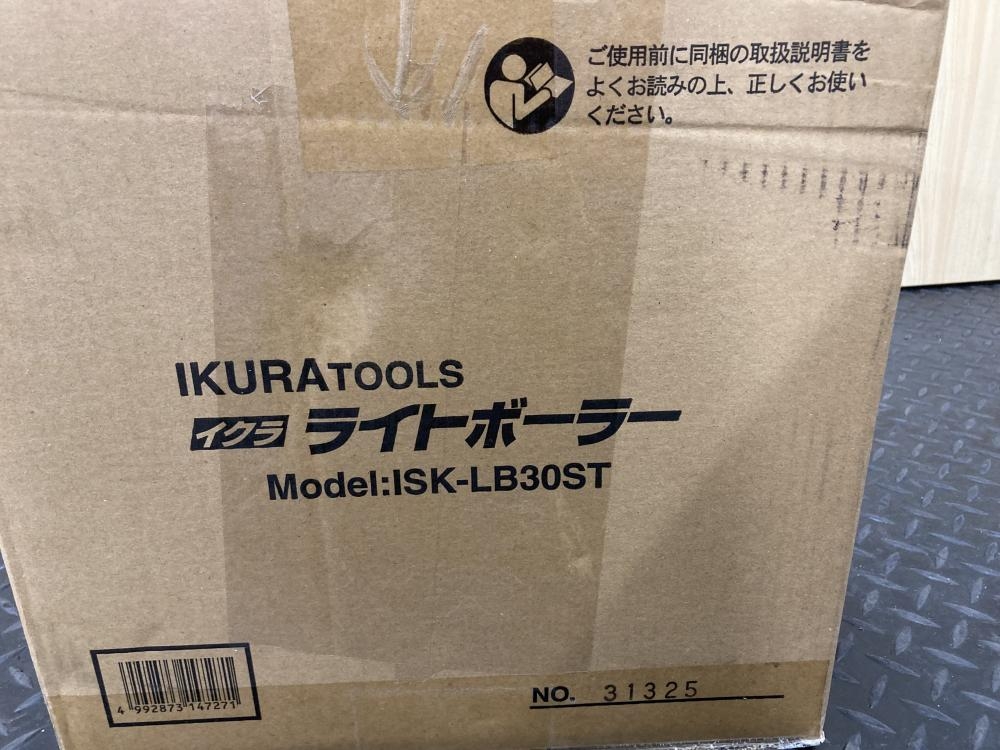 ご使用前に同梱の取扱説明書を
よくお読みの上、正しくお使い
ください。
IKURATOOLS
イクラ ライトボーラー
Model:ISK-LB30ST
4 992873 147271
NO. 31325